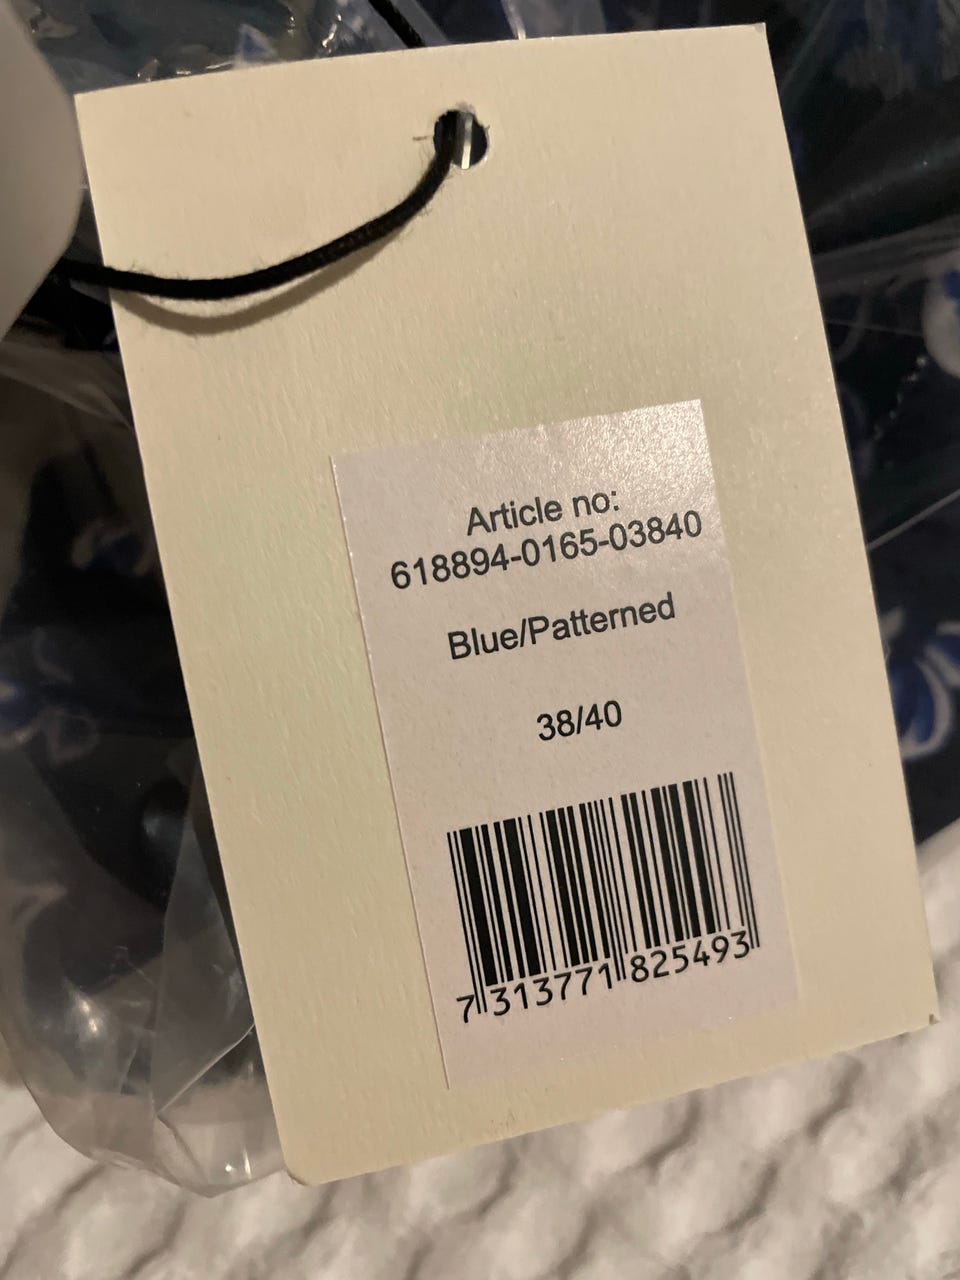 Article no:
618894-0165-03840
Blue/Patterned
38/40
7 313771 825493